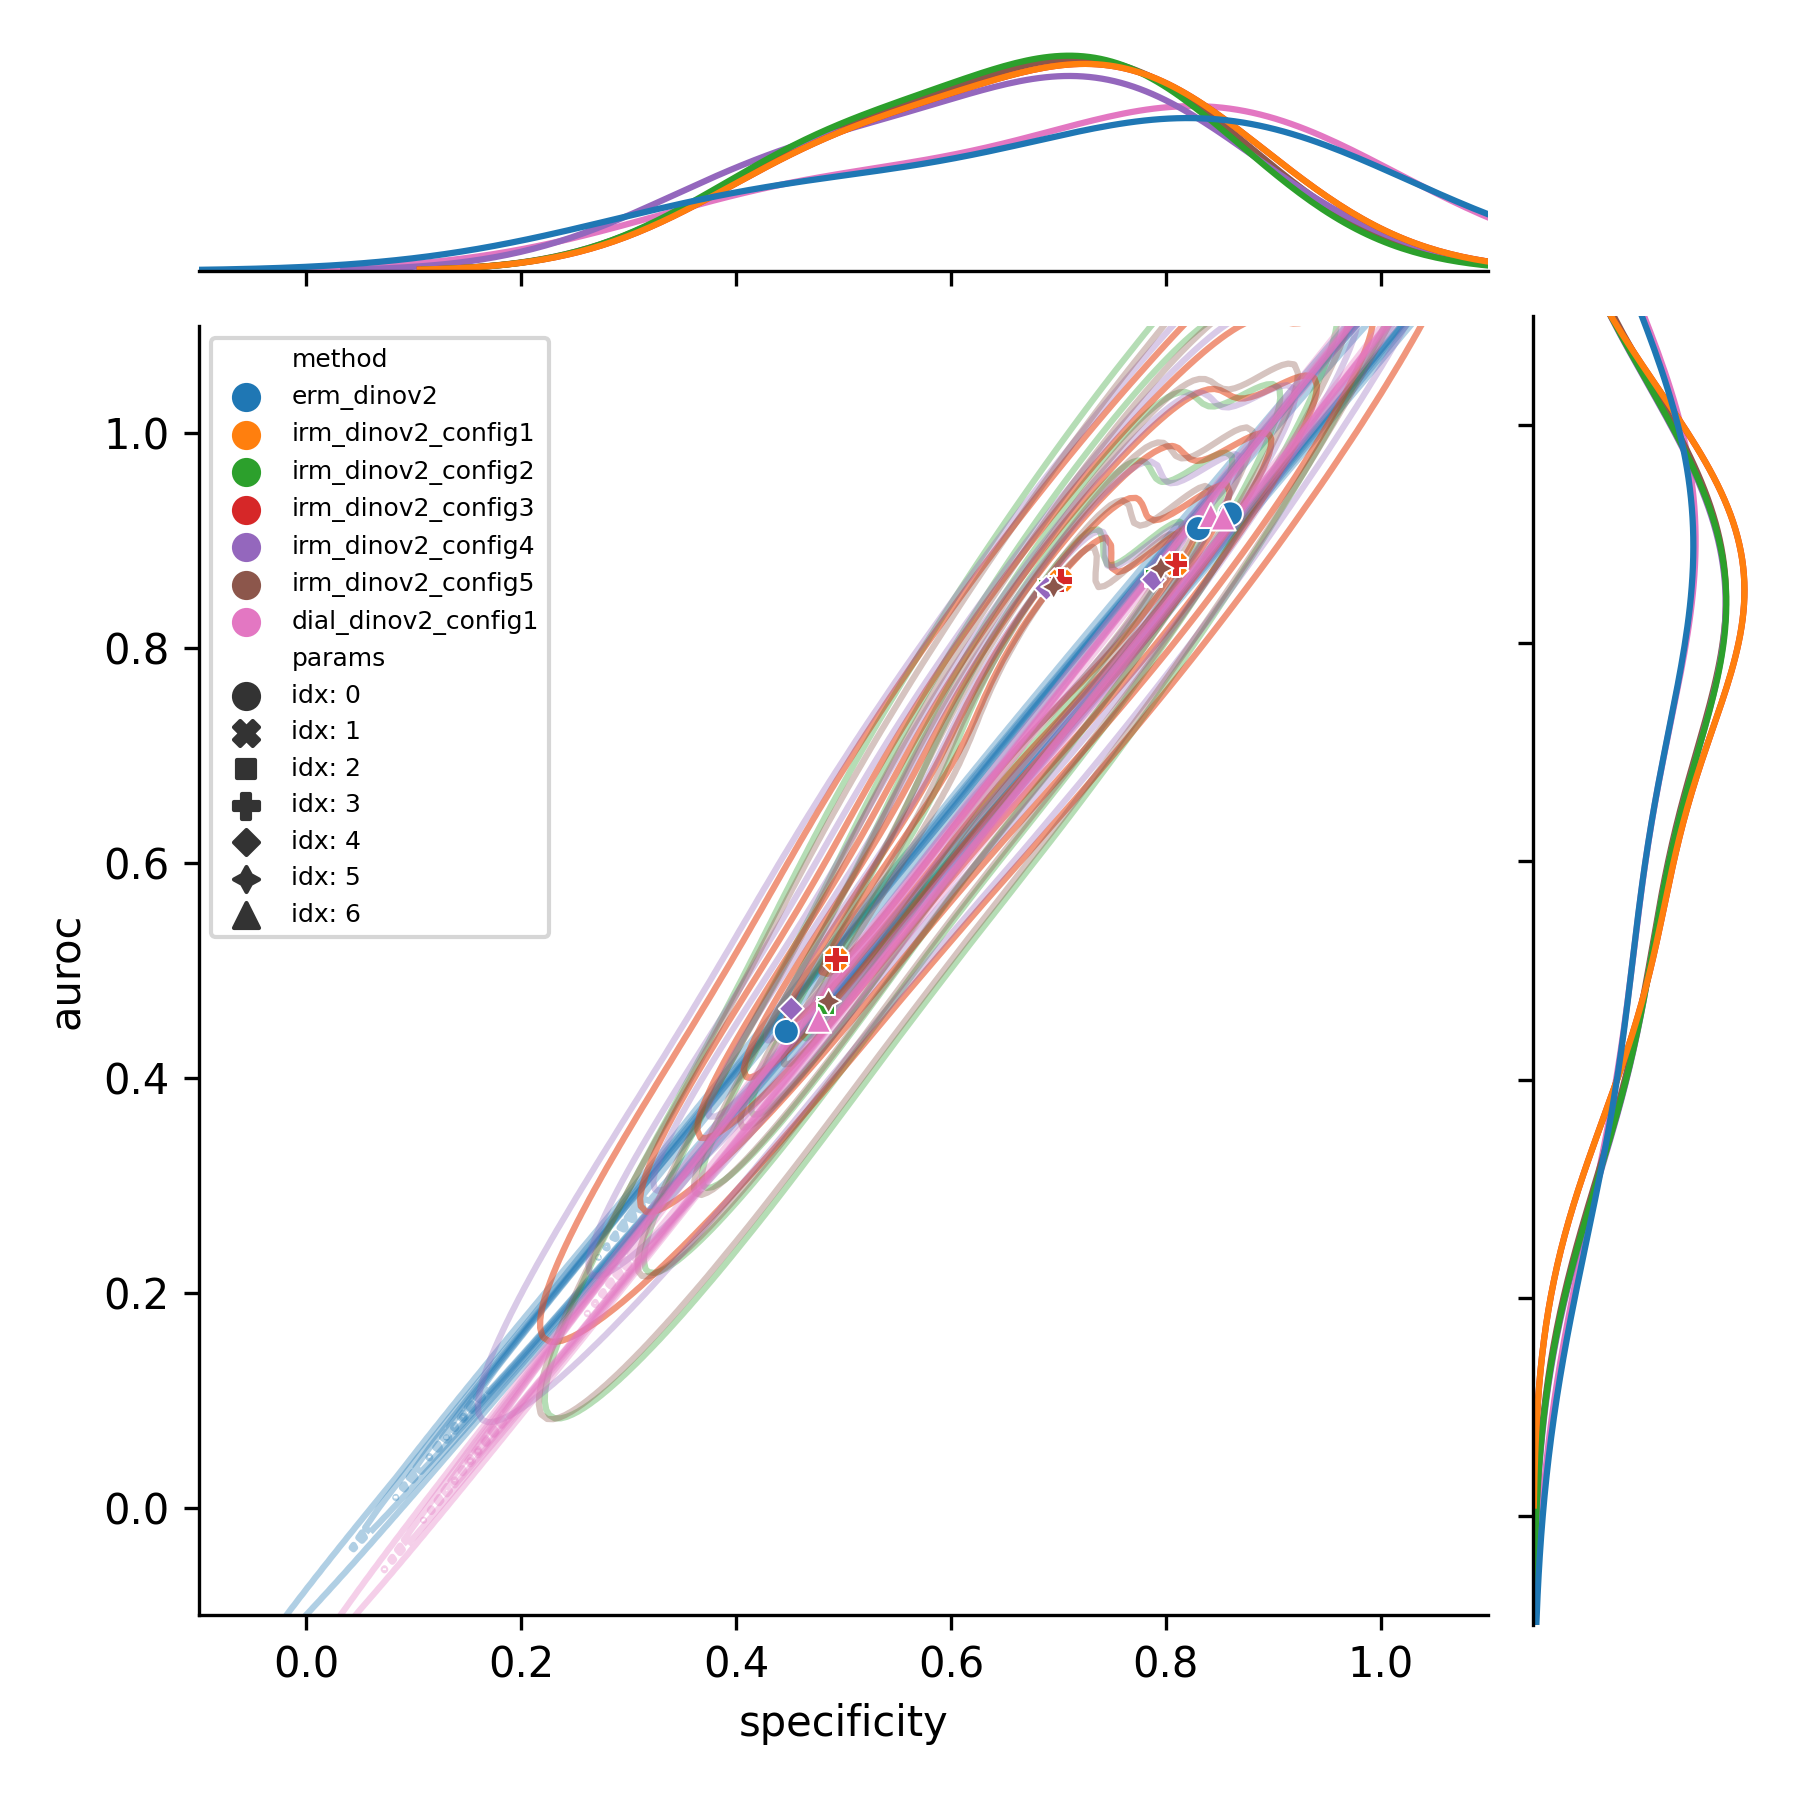 method
erm_dinov2
irm_dinov2_config1
irm_dinov2_config2
irm_dinov2_config3
irm_dinov2_config4
irm_dinov2_config5
dial_dinov2_config1
params
idx: 0
idx: 1
idx: 2
idx: 3
idx: 4
idx: 5
idx: 6
auroc
1.0
0.8
0.6
0.4
0.2
0.0
0.0 0.2 0.4 0.6 0.8 1.0
specificity